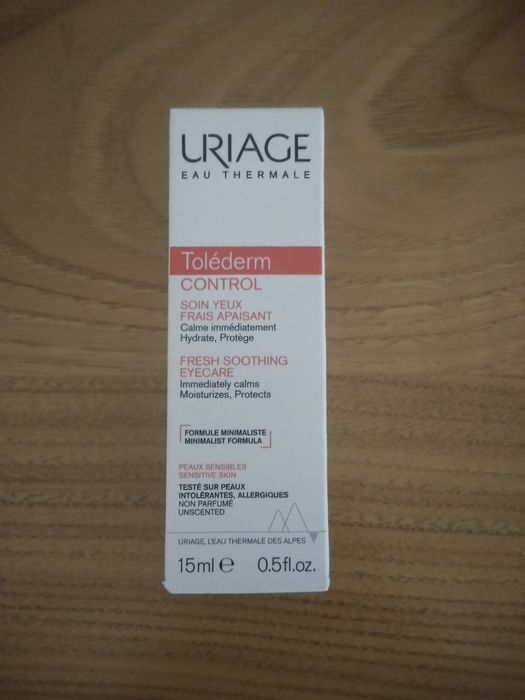 URIAGE
EAU THERMALE
Toléderm
CONTROL
SOIN YEUX
FRAIS APAISANT
Calme immédiatement
Hydrate, Protège
FRESH SOOTHING
EYECARE
Immediately calms
Moisturizes, Protects
FORMULE MINIMALISTE
MINIMALIST FORMULA
PEAUX SENSIBLES
SENSITIVE SKIN
TESTÉ SUR PEAUX
INTOLÉRANTES, ALLERGIQUES
NON PARFUMÉ
UNSCENTED
URIAGE, L'EAU THERMALE DES ALPES
15ml e 0.5fl.oz.